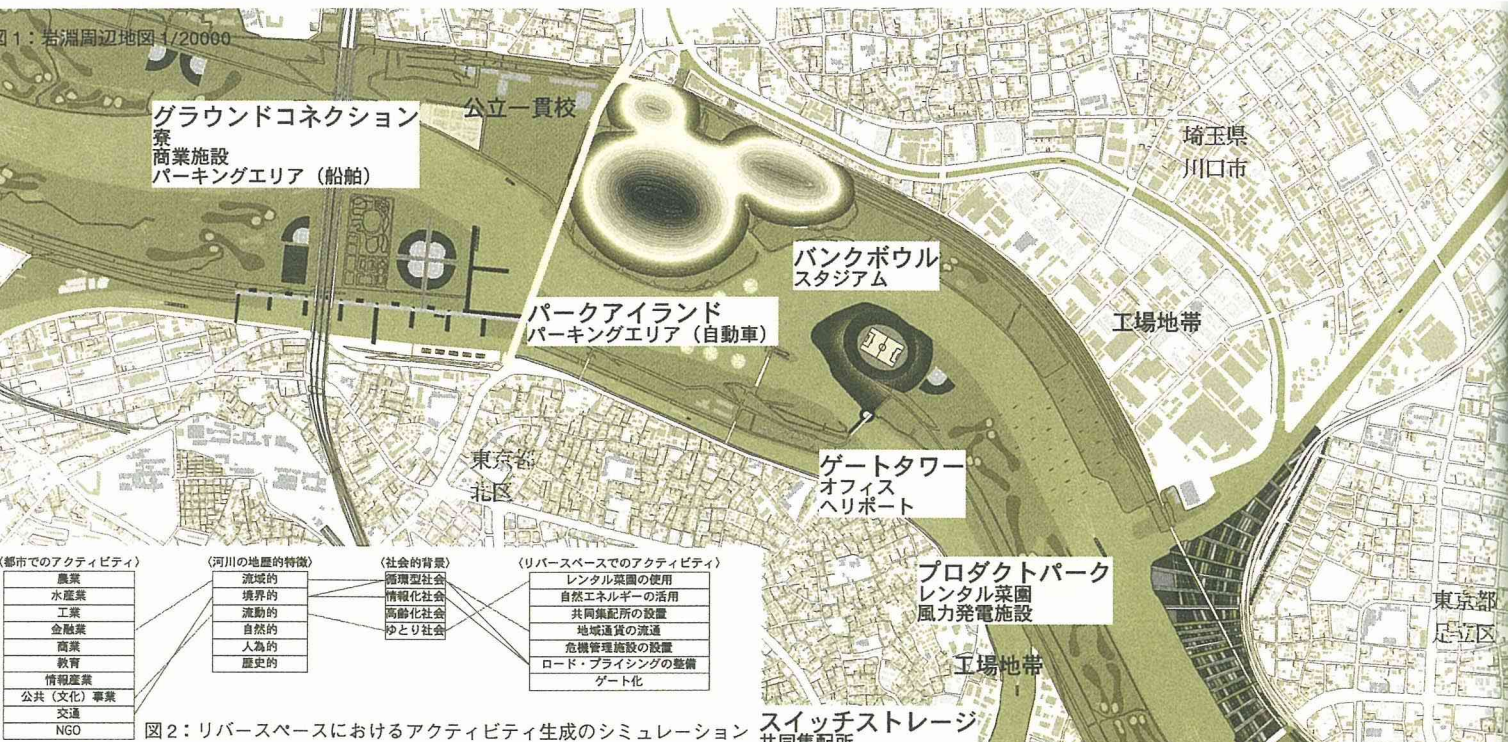 図1：岩淵周辺地図 1/20000
グラウンドコネクション
寮
商業施設
パーキングエリア（船舶）
公立一貫校
埼玉県
川口市
バンクボウル
スタジアム
パークアイランド
パーキングエリア（自動車）
工場地帯
東京都
北区
ゲートタワー
オフィス
ヘリポート
プロダクトパーク
レンタル菜園
風力発電施設
東京都
足立区
工場地帯
スイッチストレージ
共同集配所
〈都市でのアクティビティ〉
農業
水産業
工業
金融業
商業
教育
情報産業
公共（文化）事業
交通
NGO
〈河川の地歴的特徴〉
流域的
境界的
流動的
自然的
人為的
歴史的
〈社会的背景〉
循環型社会
情報化社会
高齢化社会
ゆとり社会
〈リバースペースでのアクティビティ〉
レンタル菜園の使用
自然エネルギーの活用
共同集配所の設置
地域通貨の流通
危機管理施設の設置
ロード・プライシングの整備
ゲート化
図2：リバースペースにおけるアクティビティ生成のシミュレーション